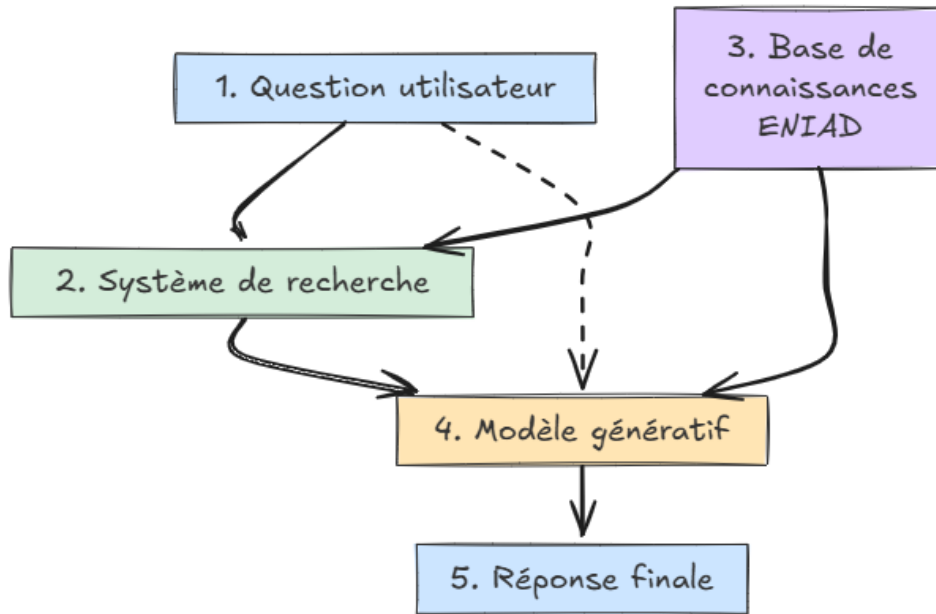 1. Question utilisateur
3. Base de
connaissances
ENIAD
2. Système de recherche
4. Modèle génératif
5. Réponse finale